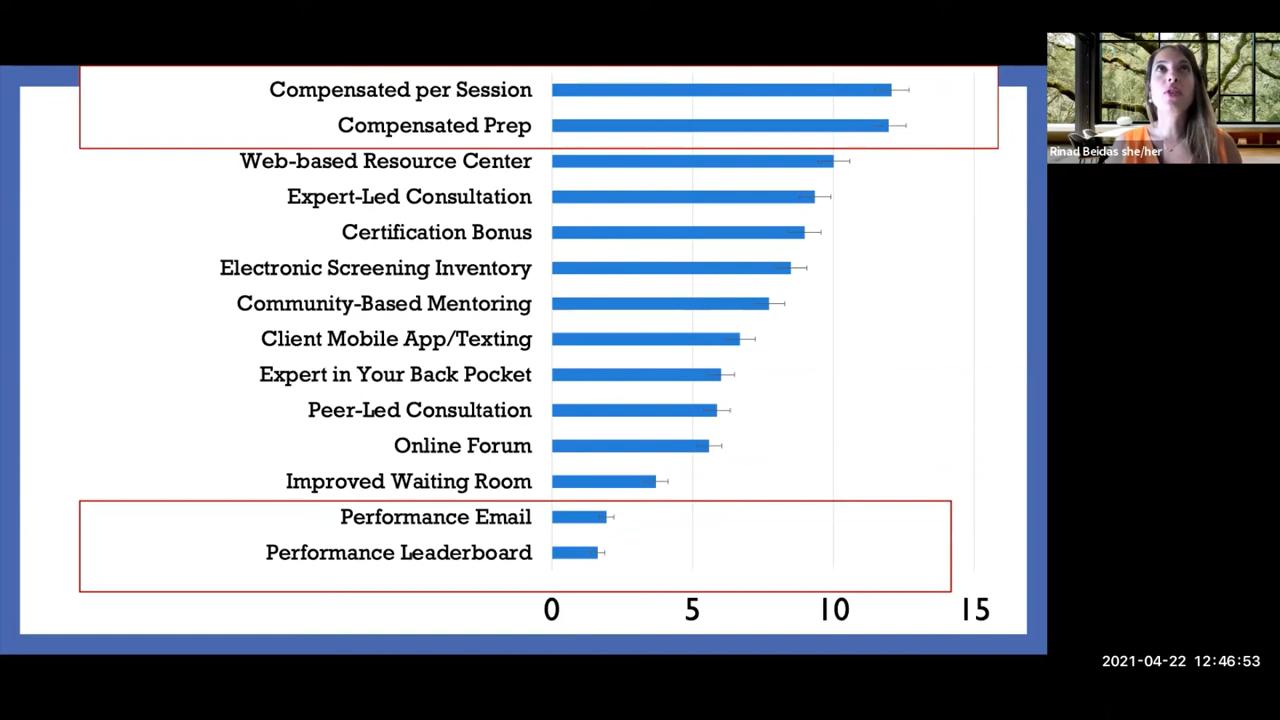 Compensated per Session
Compensated Prep
Web-based Resource Center
Expert-Led Consultation
Certification Bonus
Electronic Screening Inventory
Community-Based Mentoring
Client Mobile App/Texting
Expert in Your Back Pocket
Peer-Led Consultation
Online Forum
Improved Waiting Room
Performance Email
Performance Leaderboard
0 5 10 15
Rinad Beidas she/her
2021-04-22 12:46:53